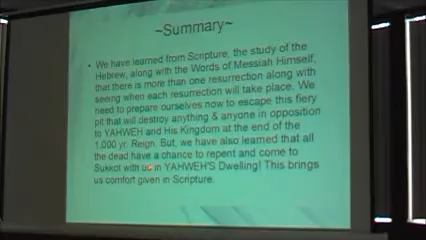 ~Summary~
• We have learned from Scripture, the study of the
Hebrew, along with the Words of Messiah Himself,
that there is more than one resurrection along with
seeing when each resurrection will take place. We
need to prepare ourselves now to escape this fiery
pit that will destroy anything & anyone in opposition
to YAHWEH and His Kingdom at the end of the
1,000 yr. Reign. But, we have also learned that all
the dead have a chance to repent and come to
Sukkot with us in YAHWEH'S Dwelling! This brings
us comfort given in Scripture.